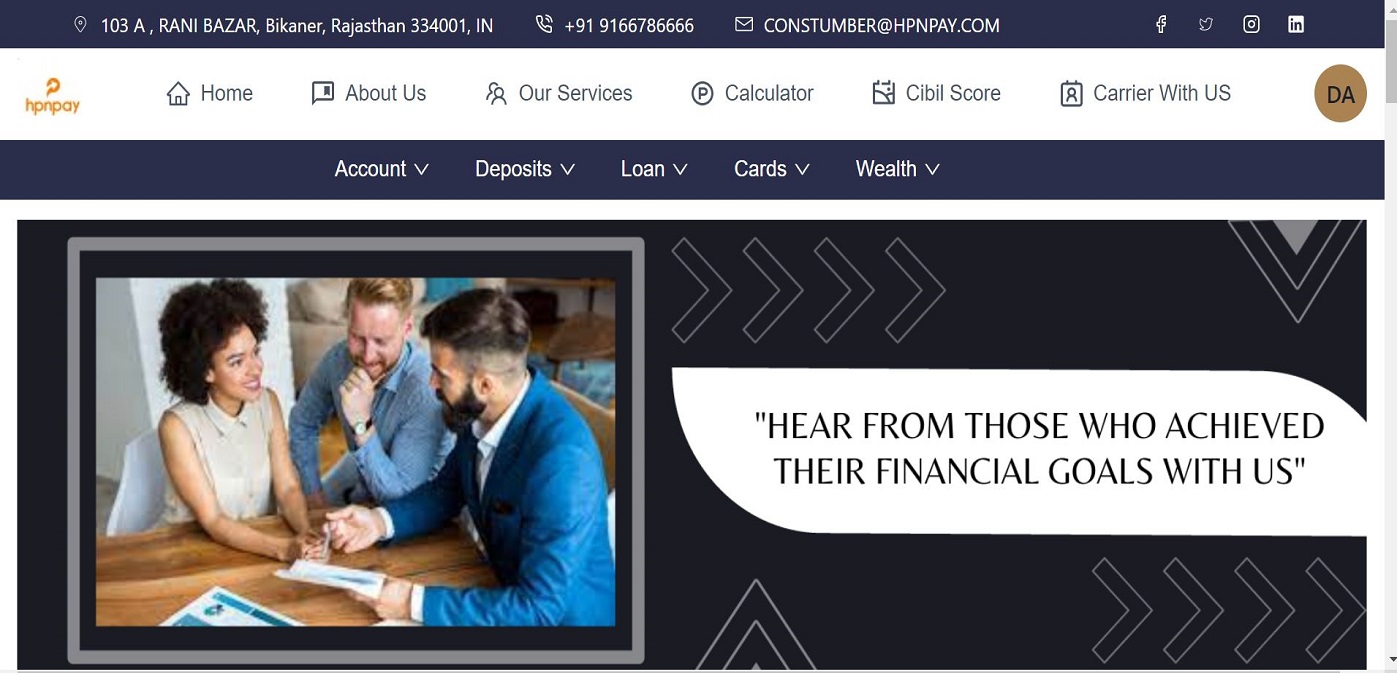 103 A , RANI BAZAR, Bikaner, Rajasthan 334001, IN +91 9166786666 CONSTUMBER@HPNPAY.COM
hpnpay Home About Us Our Services Calculator Cibil Score Carrier With US DA
Account Deposits Loan Cards Wealth
"HEAR FROM THOSE WHO ACHIEVED
THEIR FINANCIAL GOALS WITH US"